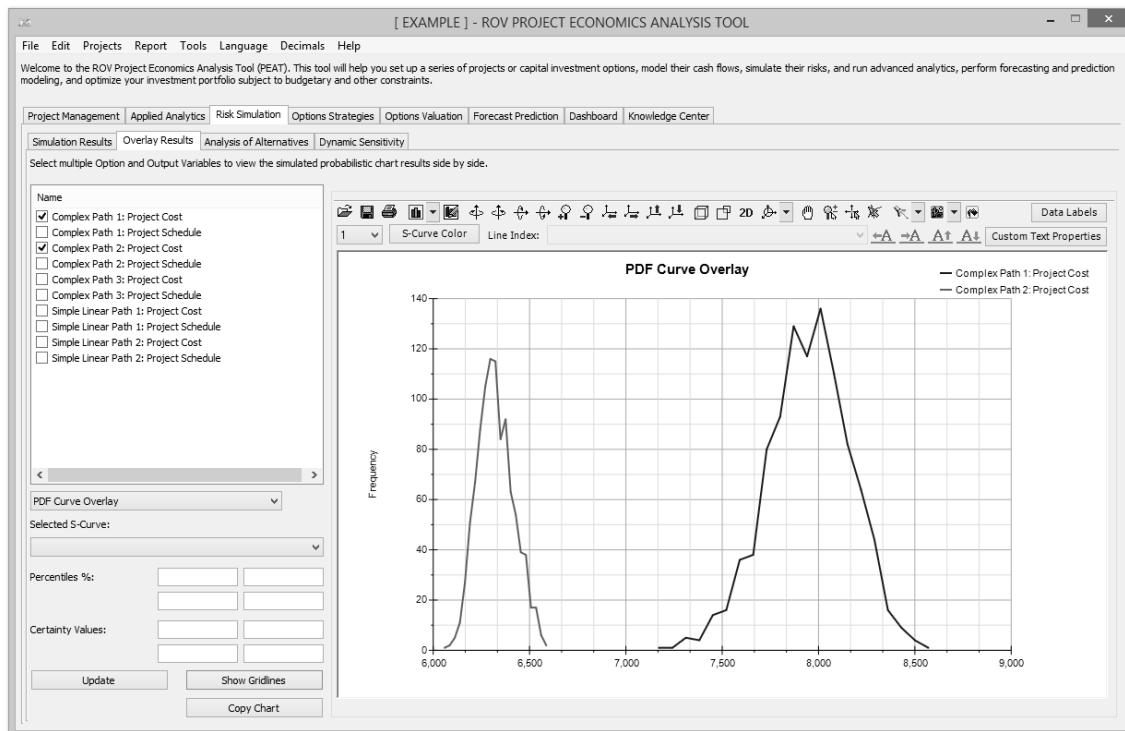 [ EXAMPLE ] - ROV PROJECT ECONOMICS ANALYSIS TOOL
File Edit Projects Report Tools Language Decimals Help
Welcome to the ROV Project Economics Analysis Tool (PEAT). This tool will help you set up a series of projects or capital investment options, model their cash flows, simulate their risks, and run advanced analytics, perform forecasting and prediction
modeling, and optimize your investment portfolio subject to budgetary and other constraints.
Project Management Applied Analytics Risk Simulation Options Strategies Options Valuation Forecast Prediction Dashboard Knowledge Center
Simulation Results Overlay Results Analysis of Alternatives Dynamic Sensitivity
Select multiple Option and Output Variables to view the simulated probabilistic chart results side by side.
Name
Complex Path 1: Project Cost
Complex Path 1: Project Schedule
Complex Path 2: Project Cost
Complex Path 2: Project Schedule
Complex Path 3: Project Cost
Complex Path 3: Project Schedule
Simple Linear Path 1: Project Cost
Simple Linear Path 1: Project Schedule
Simple Linear Path 2: Project Cost
Simple Linear Path 2: Project Schedule
PDF Curve Overlay
Selected S-Curve:
Percentiles %:
Certainty Values:
Update Show Gridlines
Copy Chart
2D Data Labels
1 S-Curve Color Line Index: A A A A Custom Text Properties
PDF Curve Overlay
Complex Path 1: Project Cost
Complex Path 2: Project Cost
Frequency
140
120
100
80
60
40
20
0
6,000 6,500 7,000 7,500 8,000 8,500 9,000